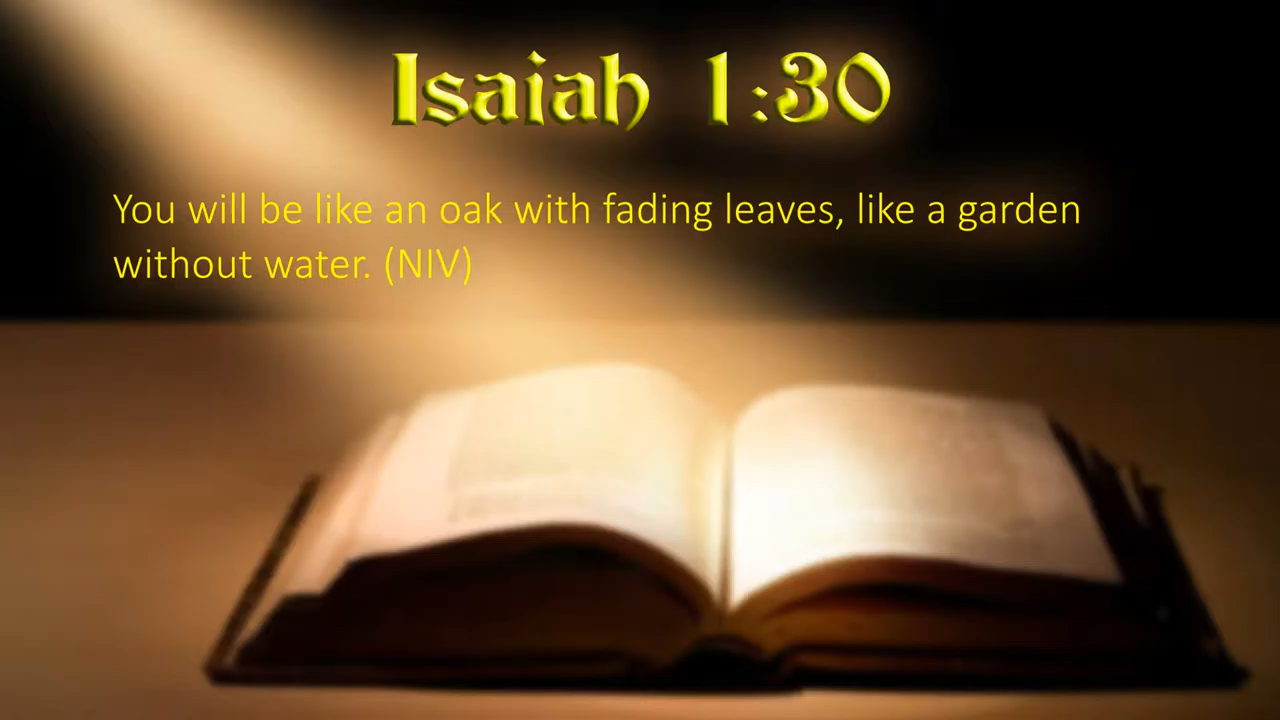 Isaiah 1:30
You will be like an oak with fading leaves, like a garden
without water. (NIV)